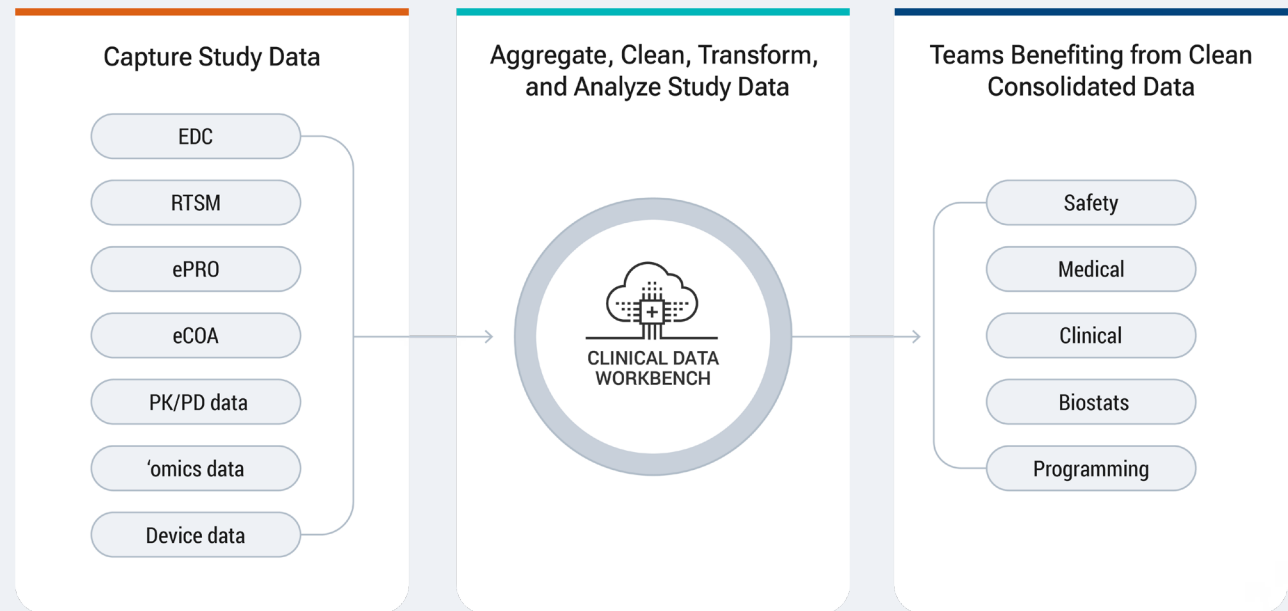 Capture Study Data
EDC
RTSM
ePRO
eCOA
PK/PD data
‘omics data
Device data
Aggregate, Clean, Transform,
and Analyze Study Data
CLINICAL DATA
WORKBENCH
Teams Benefiting from Clean
Consolidated Data
Safety
Medical
Clinical
Biostats
Programming